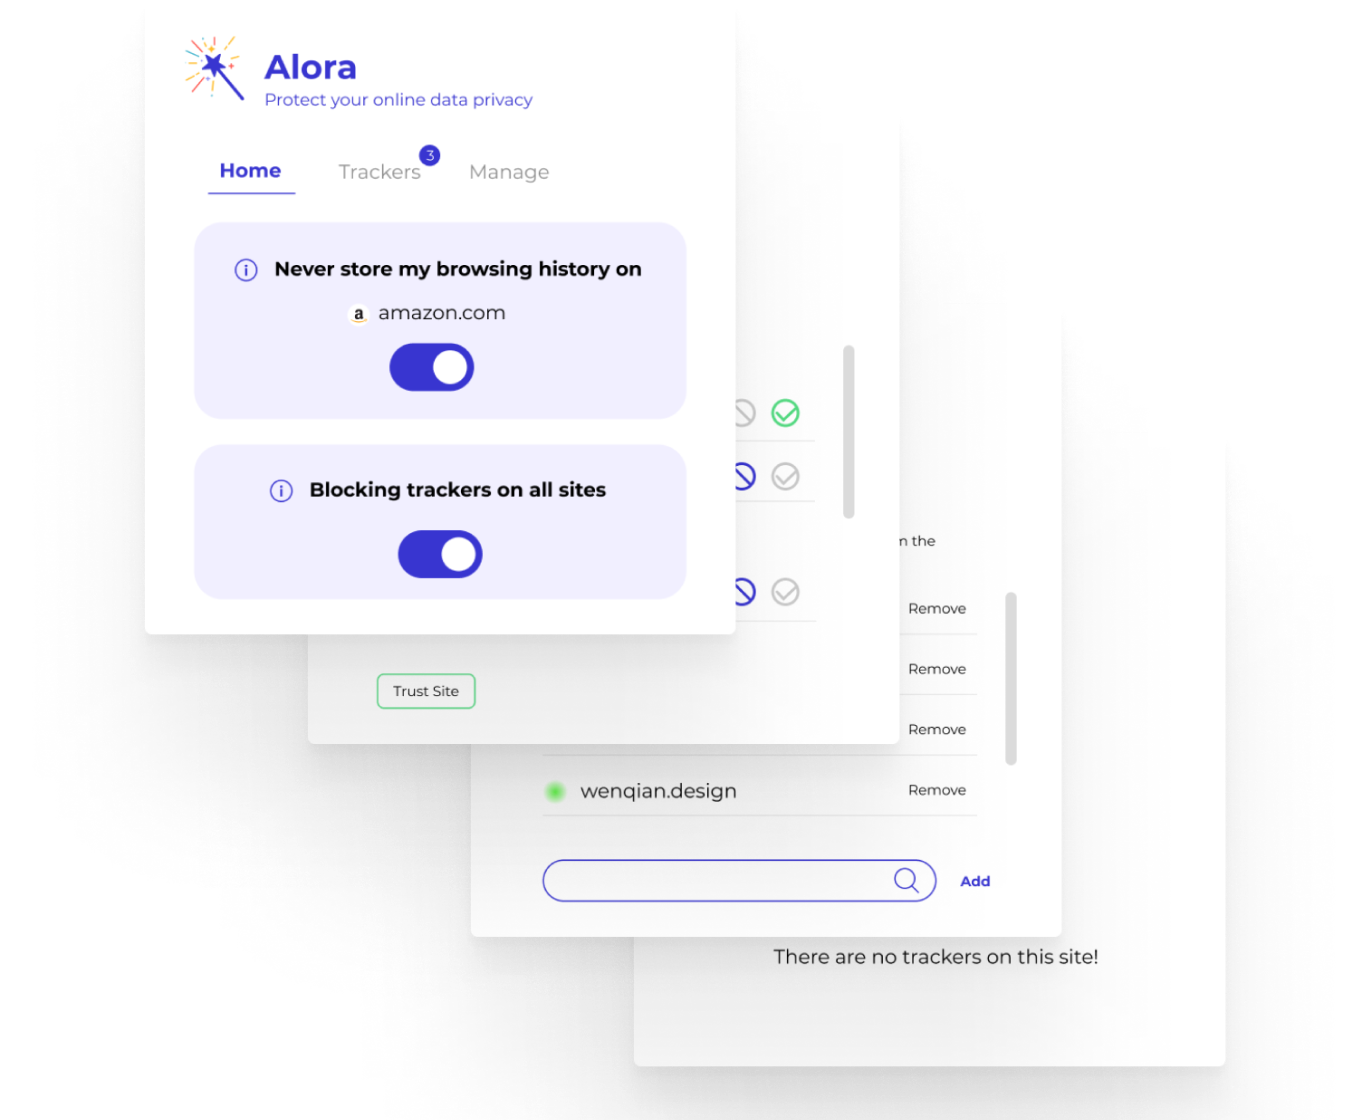 Alora
Protect your online data privacy
Home
Trackers
3
Manage
Never store my browsing history on
a
amazon.com
Blocking trackers on all sites
Trust Site
the
Remove
Remove
Remove
wenqian.design
Remove
Add
There are no trackers on this site!